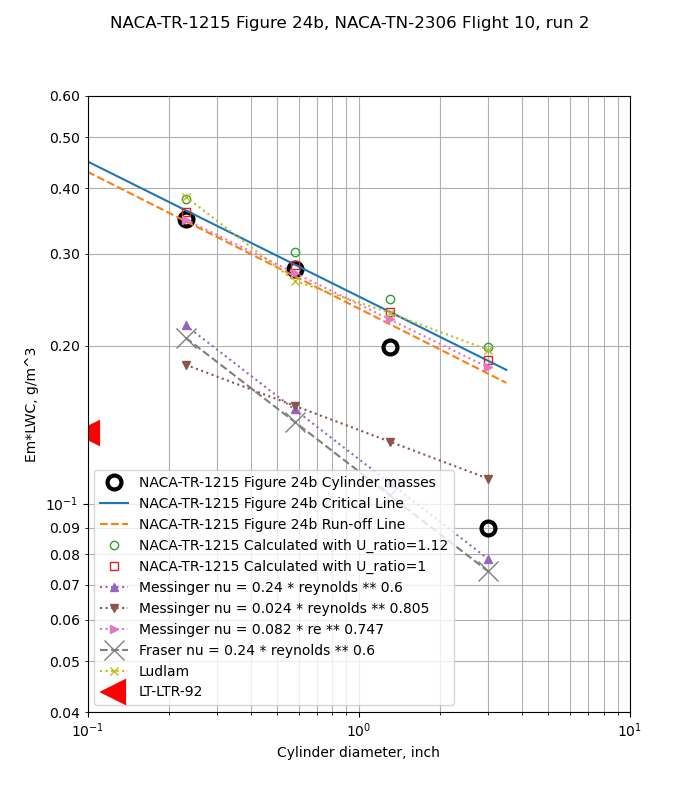 NACA-TR-1215 Figure 24b, NACA-TN-2306 Flight 10, run 2
0.60
0.50
0.40
0.30
0.20
10⁻¹
0.09
0.08
0.07
0.06
0.05
0.04
Em*LWC, g/m^3
NACA-TR-1215 Figure 24b Cylinder masses
NACA-TR-1215 Figure 24b Critical Line
NACA-TR-1215 Figure 24b Run-off Line
NACA-TR-1215 Calculated with U_ratio=1.12
NACA-TR-1215 Calculated with U_ratio=1
Messinger nu = 0.24 * reynolds ** 0.6
Messinger nu = 0.024 * reynolds ** 0.805
Messinger nu = 0.082 * re ** 0.747
Fraser nu = 0.24 * reynolds ** 0.6
Ludlam
LT-LTR-92
10⁻¹ 10⁰ 10¹
Cylinder diameter, inch